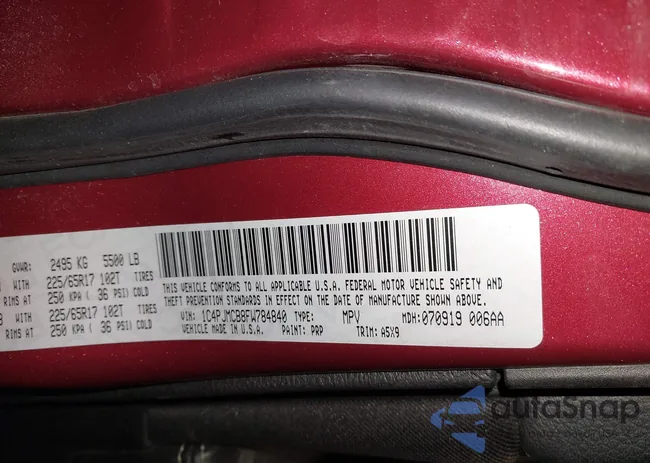 GVWR: 2495 KG 5500 LB
WITH 225/65R17 102T TIRES
RIMS AT 250 KPA ( 36 PSI) COLD
WITH 225/65R17 102T TIRES
RIMS AT 250 KPA ( 36 PSI) COLD
THIS VEHICLE CONFORMS TO ALL APPLICABLE U.S.A. FEDERAL MOTOR VEHICLE SAFETY AND
THEFT PREVENTION STANDARDS IN EFFECT ON THE DATE OF MANUFACTURE SHOWN ABOVE.
VIN: 1C4PJMCB8FW784840 TYPE: MPV MDH: 070919 006AA
VEHICLE MADE IN U.S.A. PAINT: PRP TRIM: A5X9
autoSnap